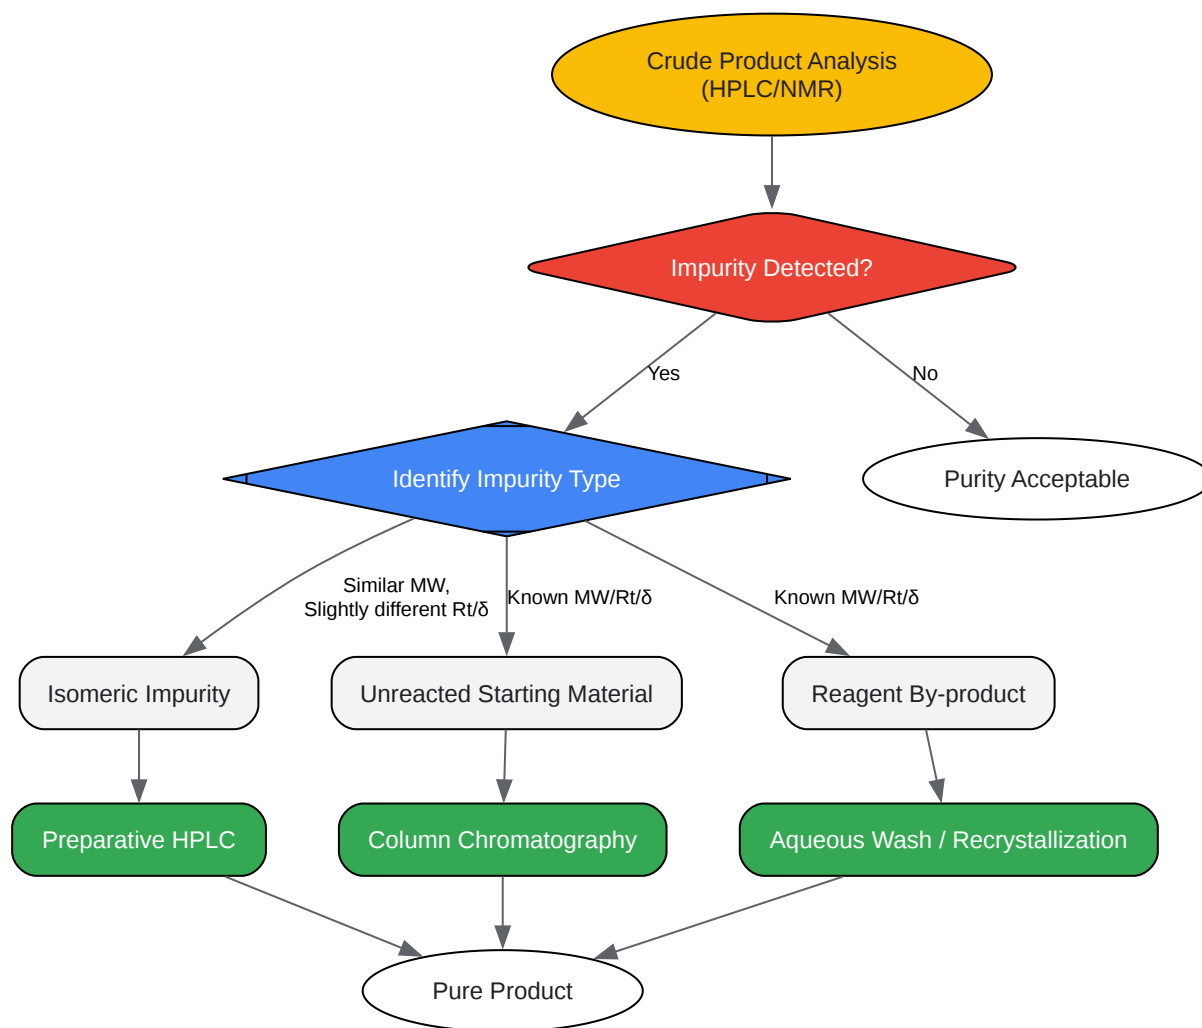 Crude Product Analysis
(HPLC/NMR)
Impurity Detected?
Yes
No
Identify Impurity Type
Purity Acceptable
Similar MW,
Slightly different Rt/δ
Known MW/Rt/δ
Known MW/Rt/δ
Isomeric Impurity
Unreacted Starting Material
Reagent By-product
Preparative HPLC
Column Chromatography
Aqueous Wash / Recrystallization
Pure Product